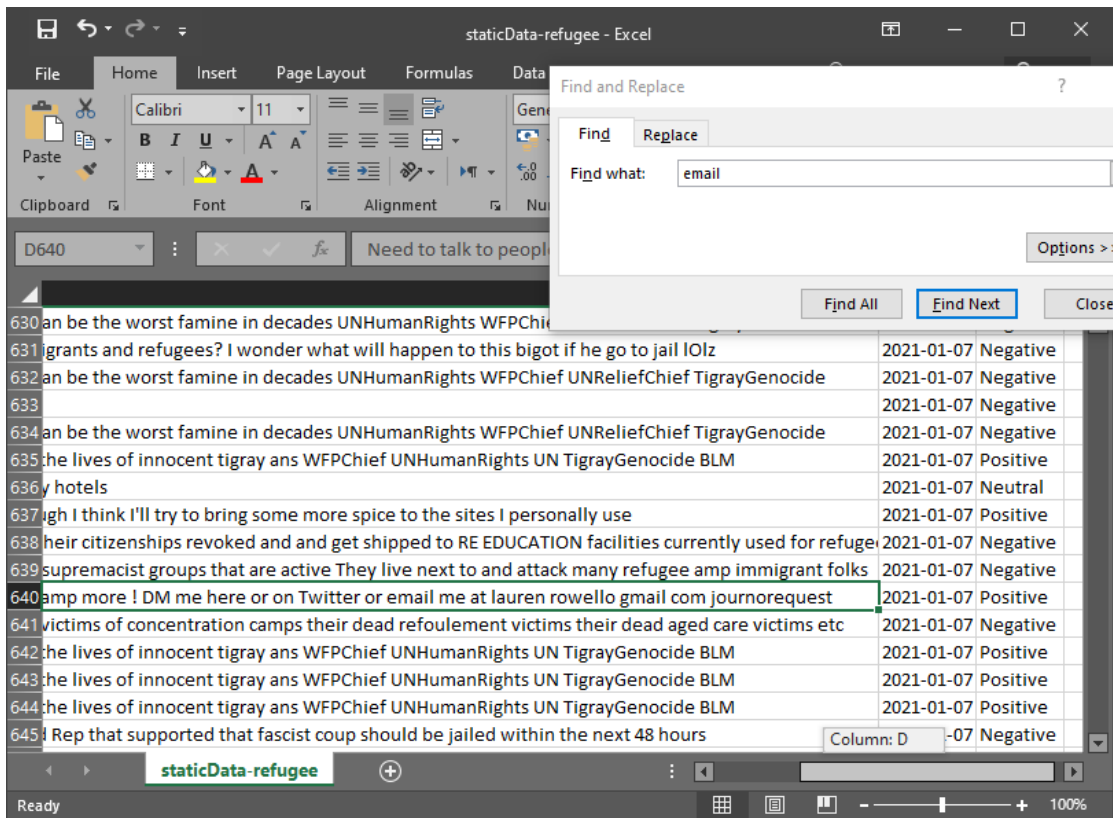 staticData-refugee - Excel
File Home Insert Page Layout Formulas Data
Find and Replace ?
Calibri 11
Gene
Find Replace
B I U A A
Paste
Find what: email
A
.00
Clipboard Font Alignment Nu
Options >>
D640 fx Need to talk to peopl
Find All Find Next Close
630 an be the worst famine in decades UNHumanRights WFPChi
631 igrants and refugees? I wonder what will happen to this bigot if he go to jail lOlz 2021-01-07 Negative
632 an be the worst famine in decades UNHumanRights WFPChief UNReliefChief TigrayGenocide 2021-01-07 Negative
633 2021-01-07 Negative
634 an be the worst famine in decades UNHumanRights WFPChief UNReliefChief TigrayGenocide 2021-01-07 Negative
635 the lives of innocent tigray ans WFPChief UNHumanRights UN TigrayGenocide BLM 2021-01-07 Positive
636 y hotels 2021-01-07 Neutral
637 ugh I think I'll try to bring some more spice to the sites I personally use 2021-01-07 Positive
638 heir citizenships revoked and and get shipped to RE EDUCATION facilities currently used for refugee 2021-01-07 Negative
639 supremacist groups that are active They live next to and attack many refugee amp immigrant folks 2021-01-07 Negative
640 amp more ! DM me here or on Twitter or email me at lauren rowello gmail com journorequest 2021-01-07 Positive
641 victims of concentration camps their dead refoulement victims their dead aged care victims etc 2021-01-07 Negative
642 the lives of innocent tigray ans WFPChief UNHumanRights UN TigrayGenocide BLM 2021-01-07 Positive
643 the lives of innocent tigray ans WFPChief UNHumanRights UN TigrayGenocide BLM 2021-01-07 Positive
644 the lives of innocent tigray ans WFPChief UNHumanRights UN TigrayGenocide BLM 2021-01-07 Positive
645 d Rep that supported that fascist coup should be jailed within the next 48 hours -07 Negative
Column: D
staticData-refugee
Ready 100%